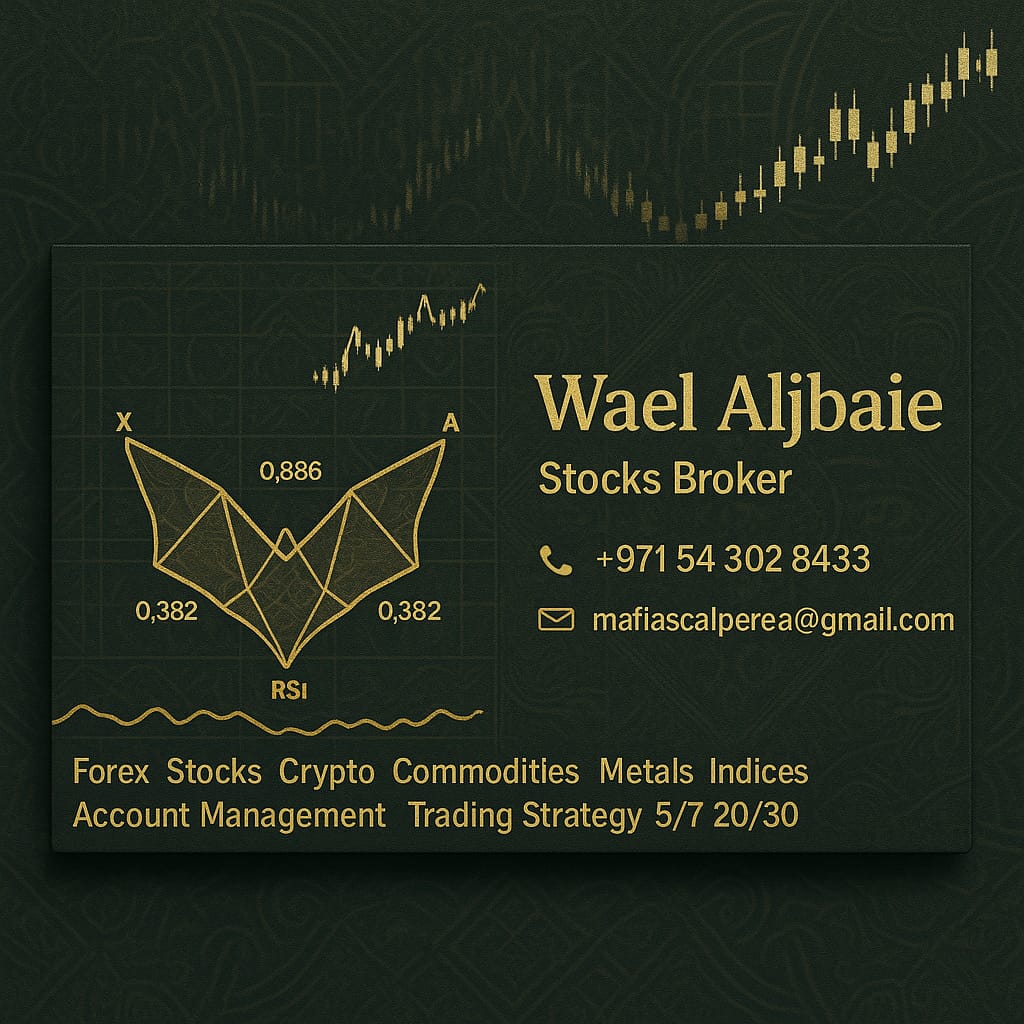 X
A
0,886
0,382
0,382
RSI
Wael Aljbaie
Stocks Broker
+971 54 302 8433
mafiascalperea@gmail.com
Forex Stocks Crypto Commodities Metals Indices
Account Management Trading Strategy 5/7 20/30